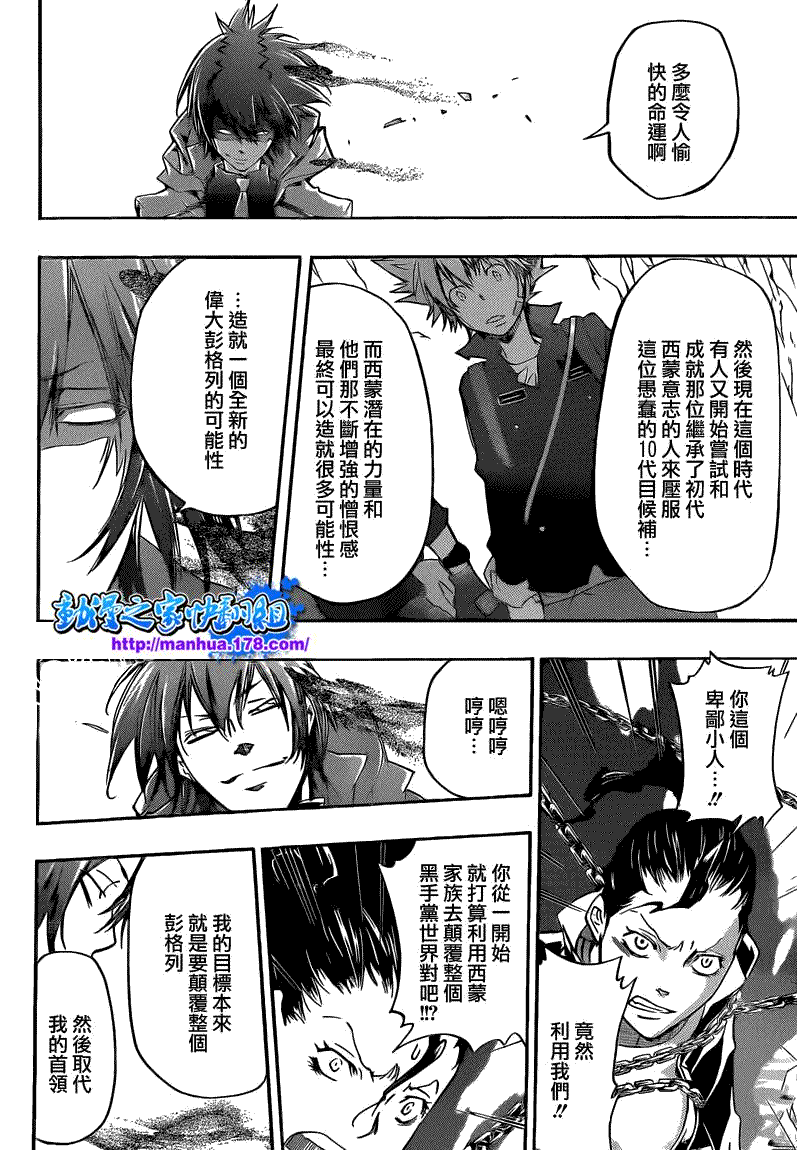 多麼令人愉
快的命運啊
然後現在這個時代
有人又開始嘗試和
成就那位繼承了初代
西蒙意志的人來壓服
這位愚蠢的10代目候補…
而西蒙潛在的力量和
他們那不斷增強的憎恨感
最終可以造就很多可能性…
…造就一個全新的
偉大彭格列的可能性
動漫之家快翻組
http://manhua.178.com/
你這個
卑鄙小人…!!
嗯哼哼
哼哼…
竟然
利用我們!!
你從一開始
就打算利用西蒙
家族去顛覆整個
黑手黨世界對吧!!?
我的目標本來
就是要顛覆整個
彭格列
然後取代
我的首領